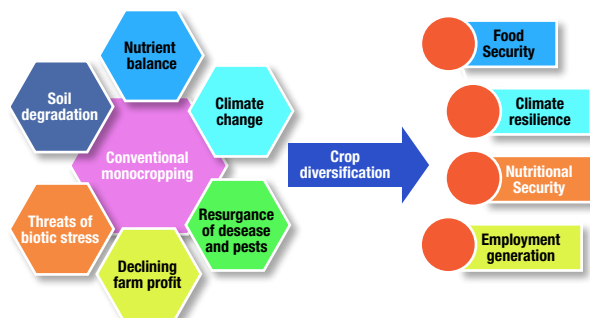 Nutrient
balance
Soil
degradation
Climate
change
Conventional
monocropping
Threats of
biotic stress
Resurgance
of desease
and pests
Declining
farm profit
Crop
diversification
Food
Security
Climate
resilience
Nutritional
Security
Employment
generation